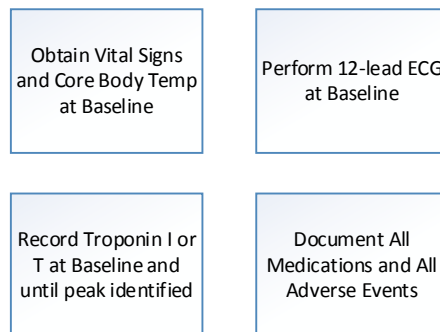 Obtain Vital Signs
and Core Body Temp
at Baseline
Perform 12-lead ECG
at Baseline
Record Troponin I or
T at Baseline and
until peak identified
Document All
Medications and All
Adverse Events